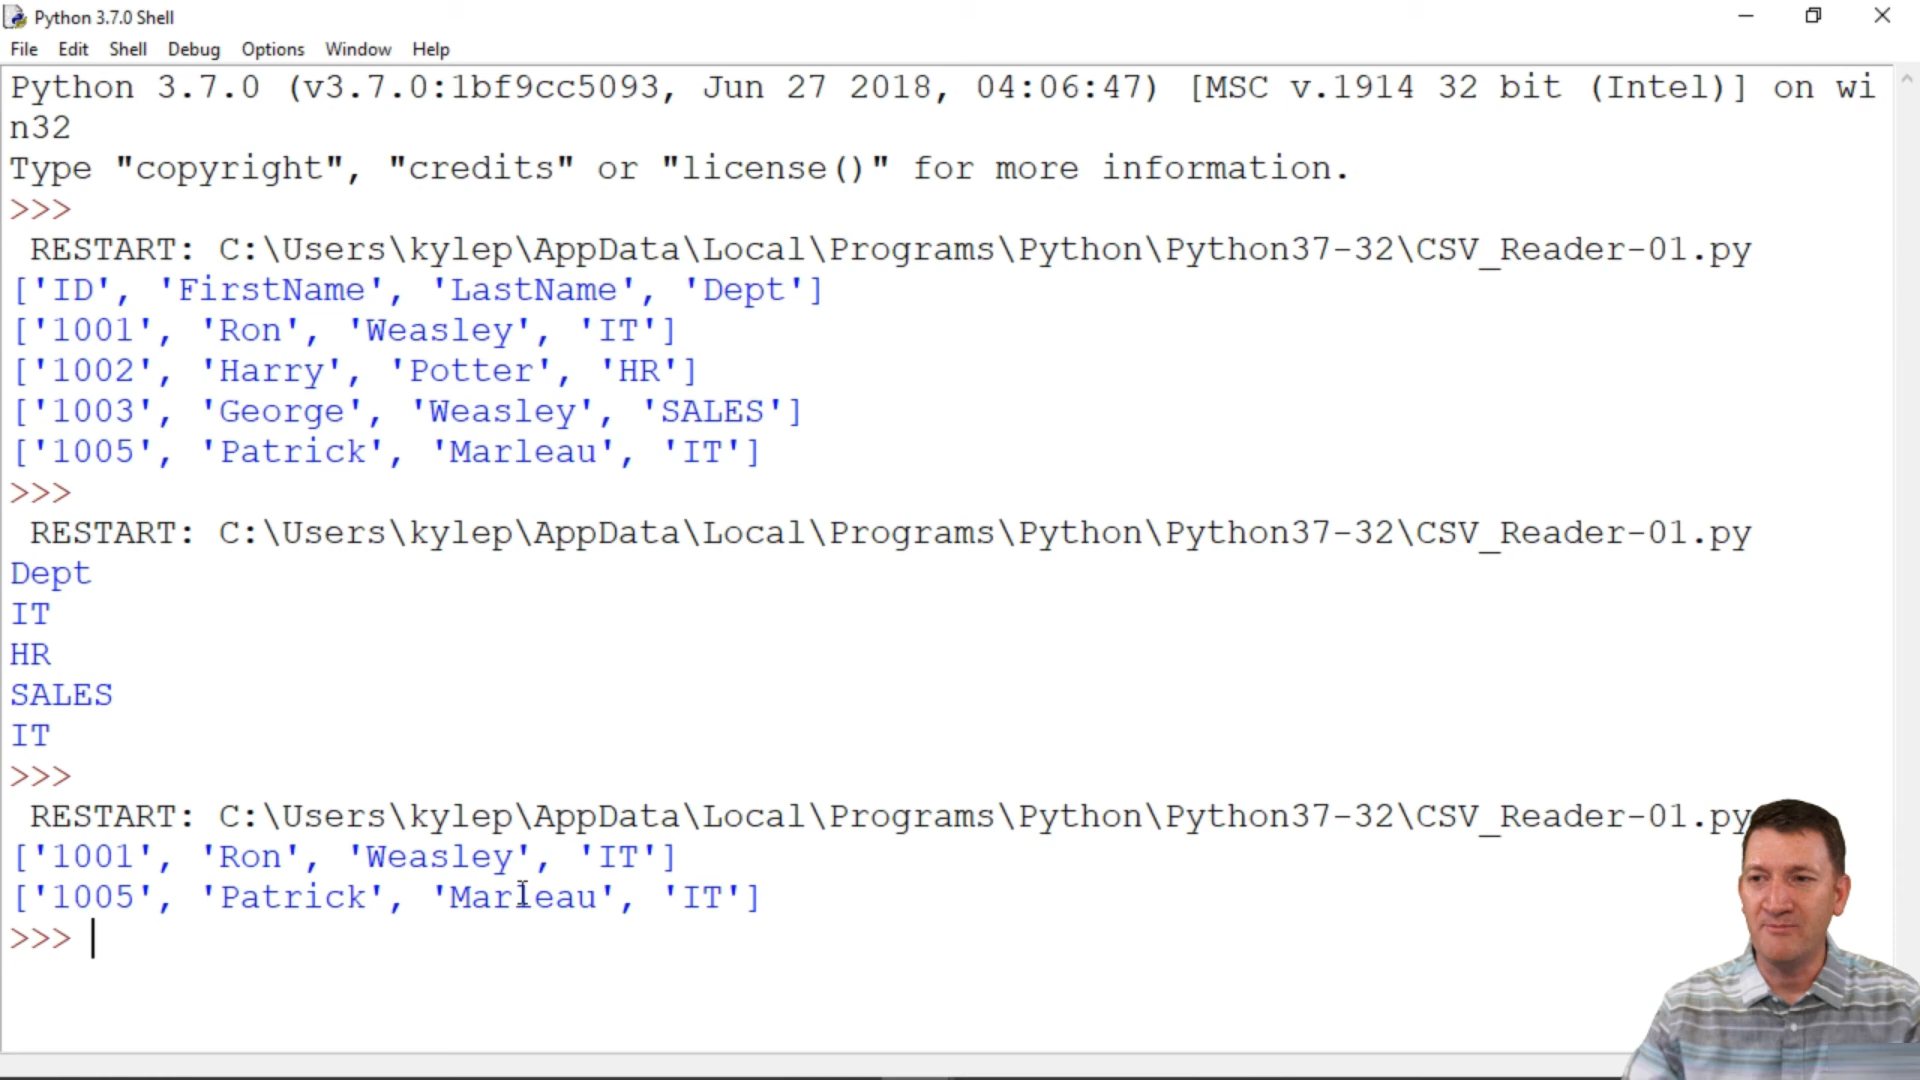 Python 3.7.0 Shell
File Edit Shell Debug Options Window Help
Python 3.7.0 (v3.7.0:1bf9cc5093, Jun 27 2018, 04:06:47) [MSC v.1914 32 bit (Intel)] on wi
n32
Type "copyright", "credits" or "license()" for more information.
>>>
RESTART: C:\Users\kylep\AppData\Local\Programs\Python\Python37-32\CSV_Reader-01.py
['ID', 'FirstName', 'LastName', 'Dept']
['1001', 'Ron', 'Weasley', 'IT']
['1002', 'Harry', 'Potter', 'HR']
['1003', 'George', 'Weasley', 'SALES']
['1005', 'Patrick', 'Marleau', 'IT']
>>>
RESTART: C:\Users\kylep\AppData\Local\Programs\Python\Python37-32\CSV_Reader-01.py
Dept
IT
HR
SALES
IT
>>>
RESTART: C:\Users\kylep\AppData\Local\Programs\Python\Python37-32\CSV_Reader-01.py
['1001', 'Ron', 'Weasley', 'IT']
['1005', 'Patrick', 'Marleau', 'IT']
>>>